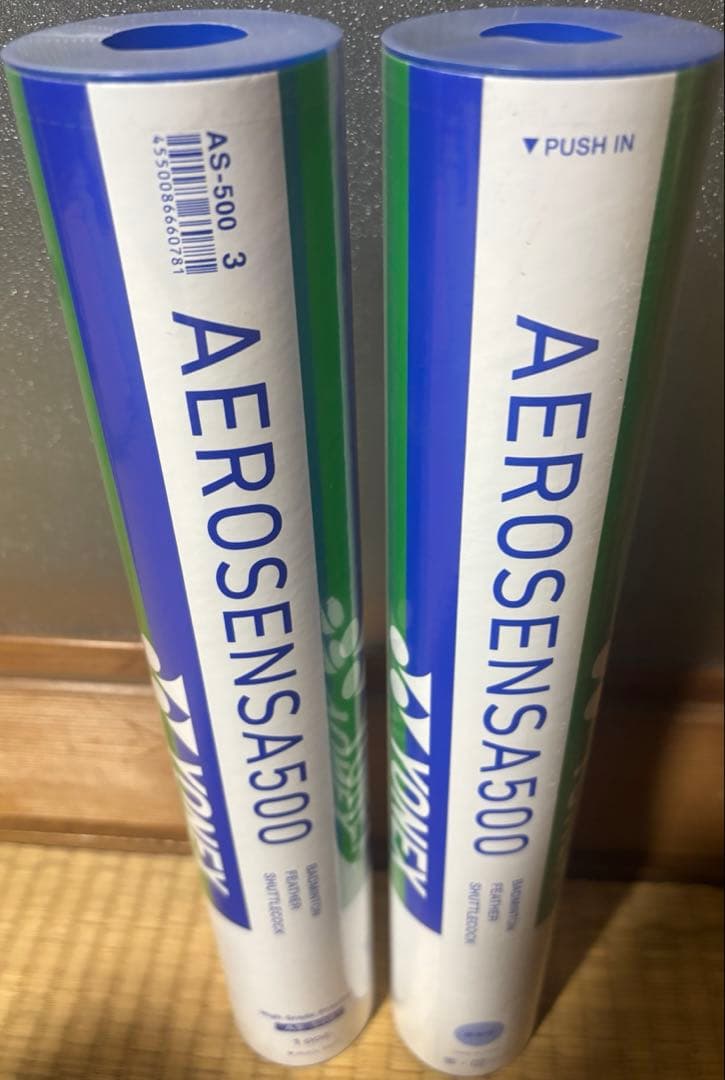 AS-500 3
4550086660781
AEROSENSA500
YONEX
BADMINTON
FEATHER
SHUTTLECOCK
PUSH IN
AEROSENSA500
YONEX
BADMINTON
FEATHER
SHUTTLECOCK